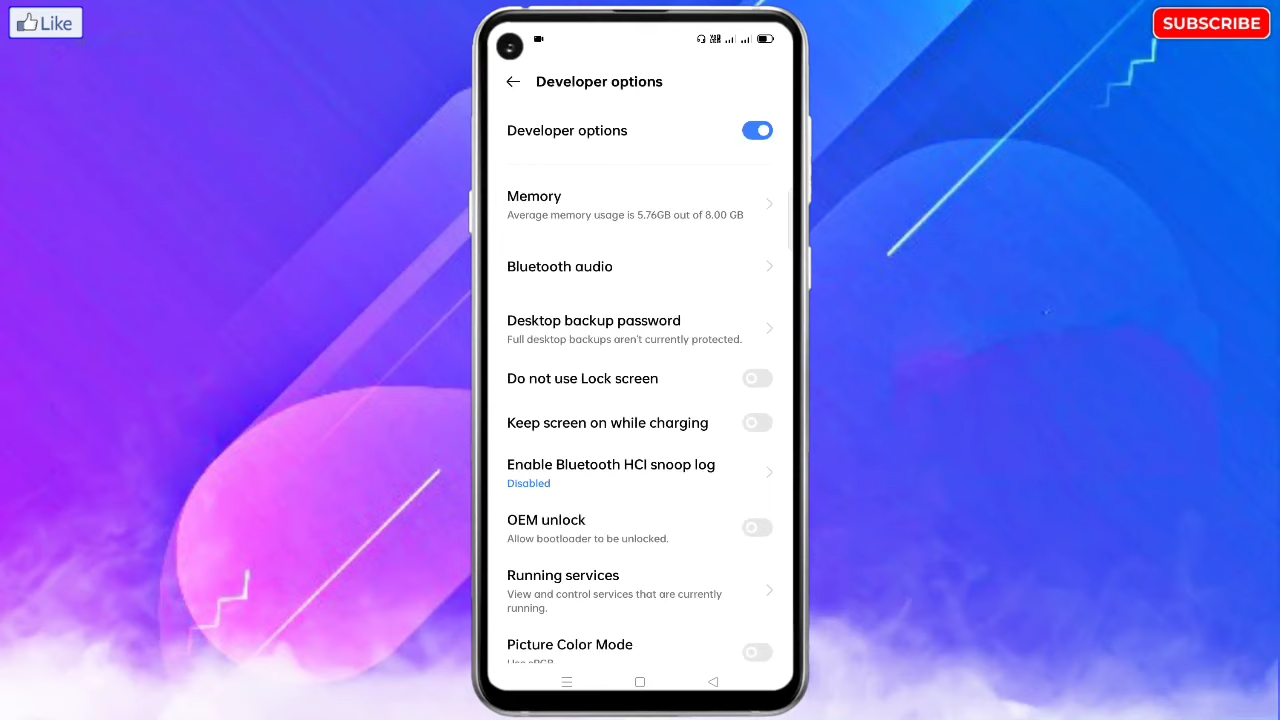 Like
SUBSCRIBE
Developer options
Developer options
Memory
Average memory usage is 5.76GB out of 8.00 GB
Bluetooth audio
Desktop backup password
Full desktop backups aren't currently protected.
Do not use Lock screen
Keep screen on while charging
Enable Bluetooth HCI snoop log
Disabled
OEM unlock
Allow bootloader to be unlocked.
Running services
View and control services that are currently
running.
Picture Color Mode
Use sRGB